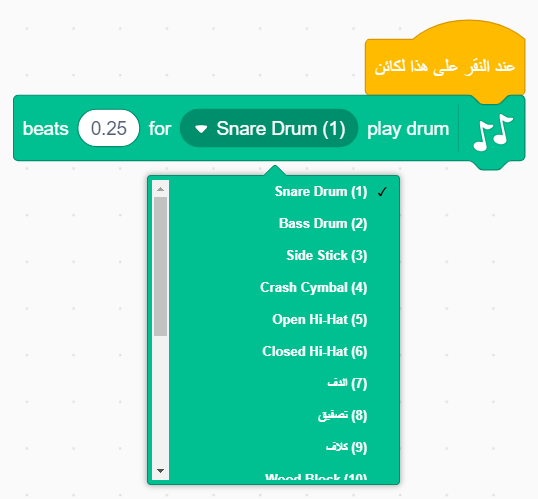 عند النقر على هذا لكائن
play drum (1) Snare Drum for 0.25 beats
(1) Snare Drum ✓
(2) Bass Drum
(3) Side Stick
(4) Crash Cymbal
(5) Open Hi-Hat
(6) Closed Hi-Hat
(7) الدف
(8) تصفيق
(9) كلاف
(10) Wood Block